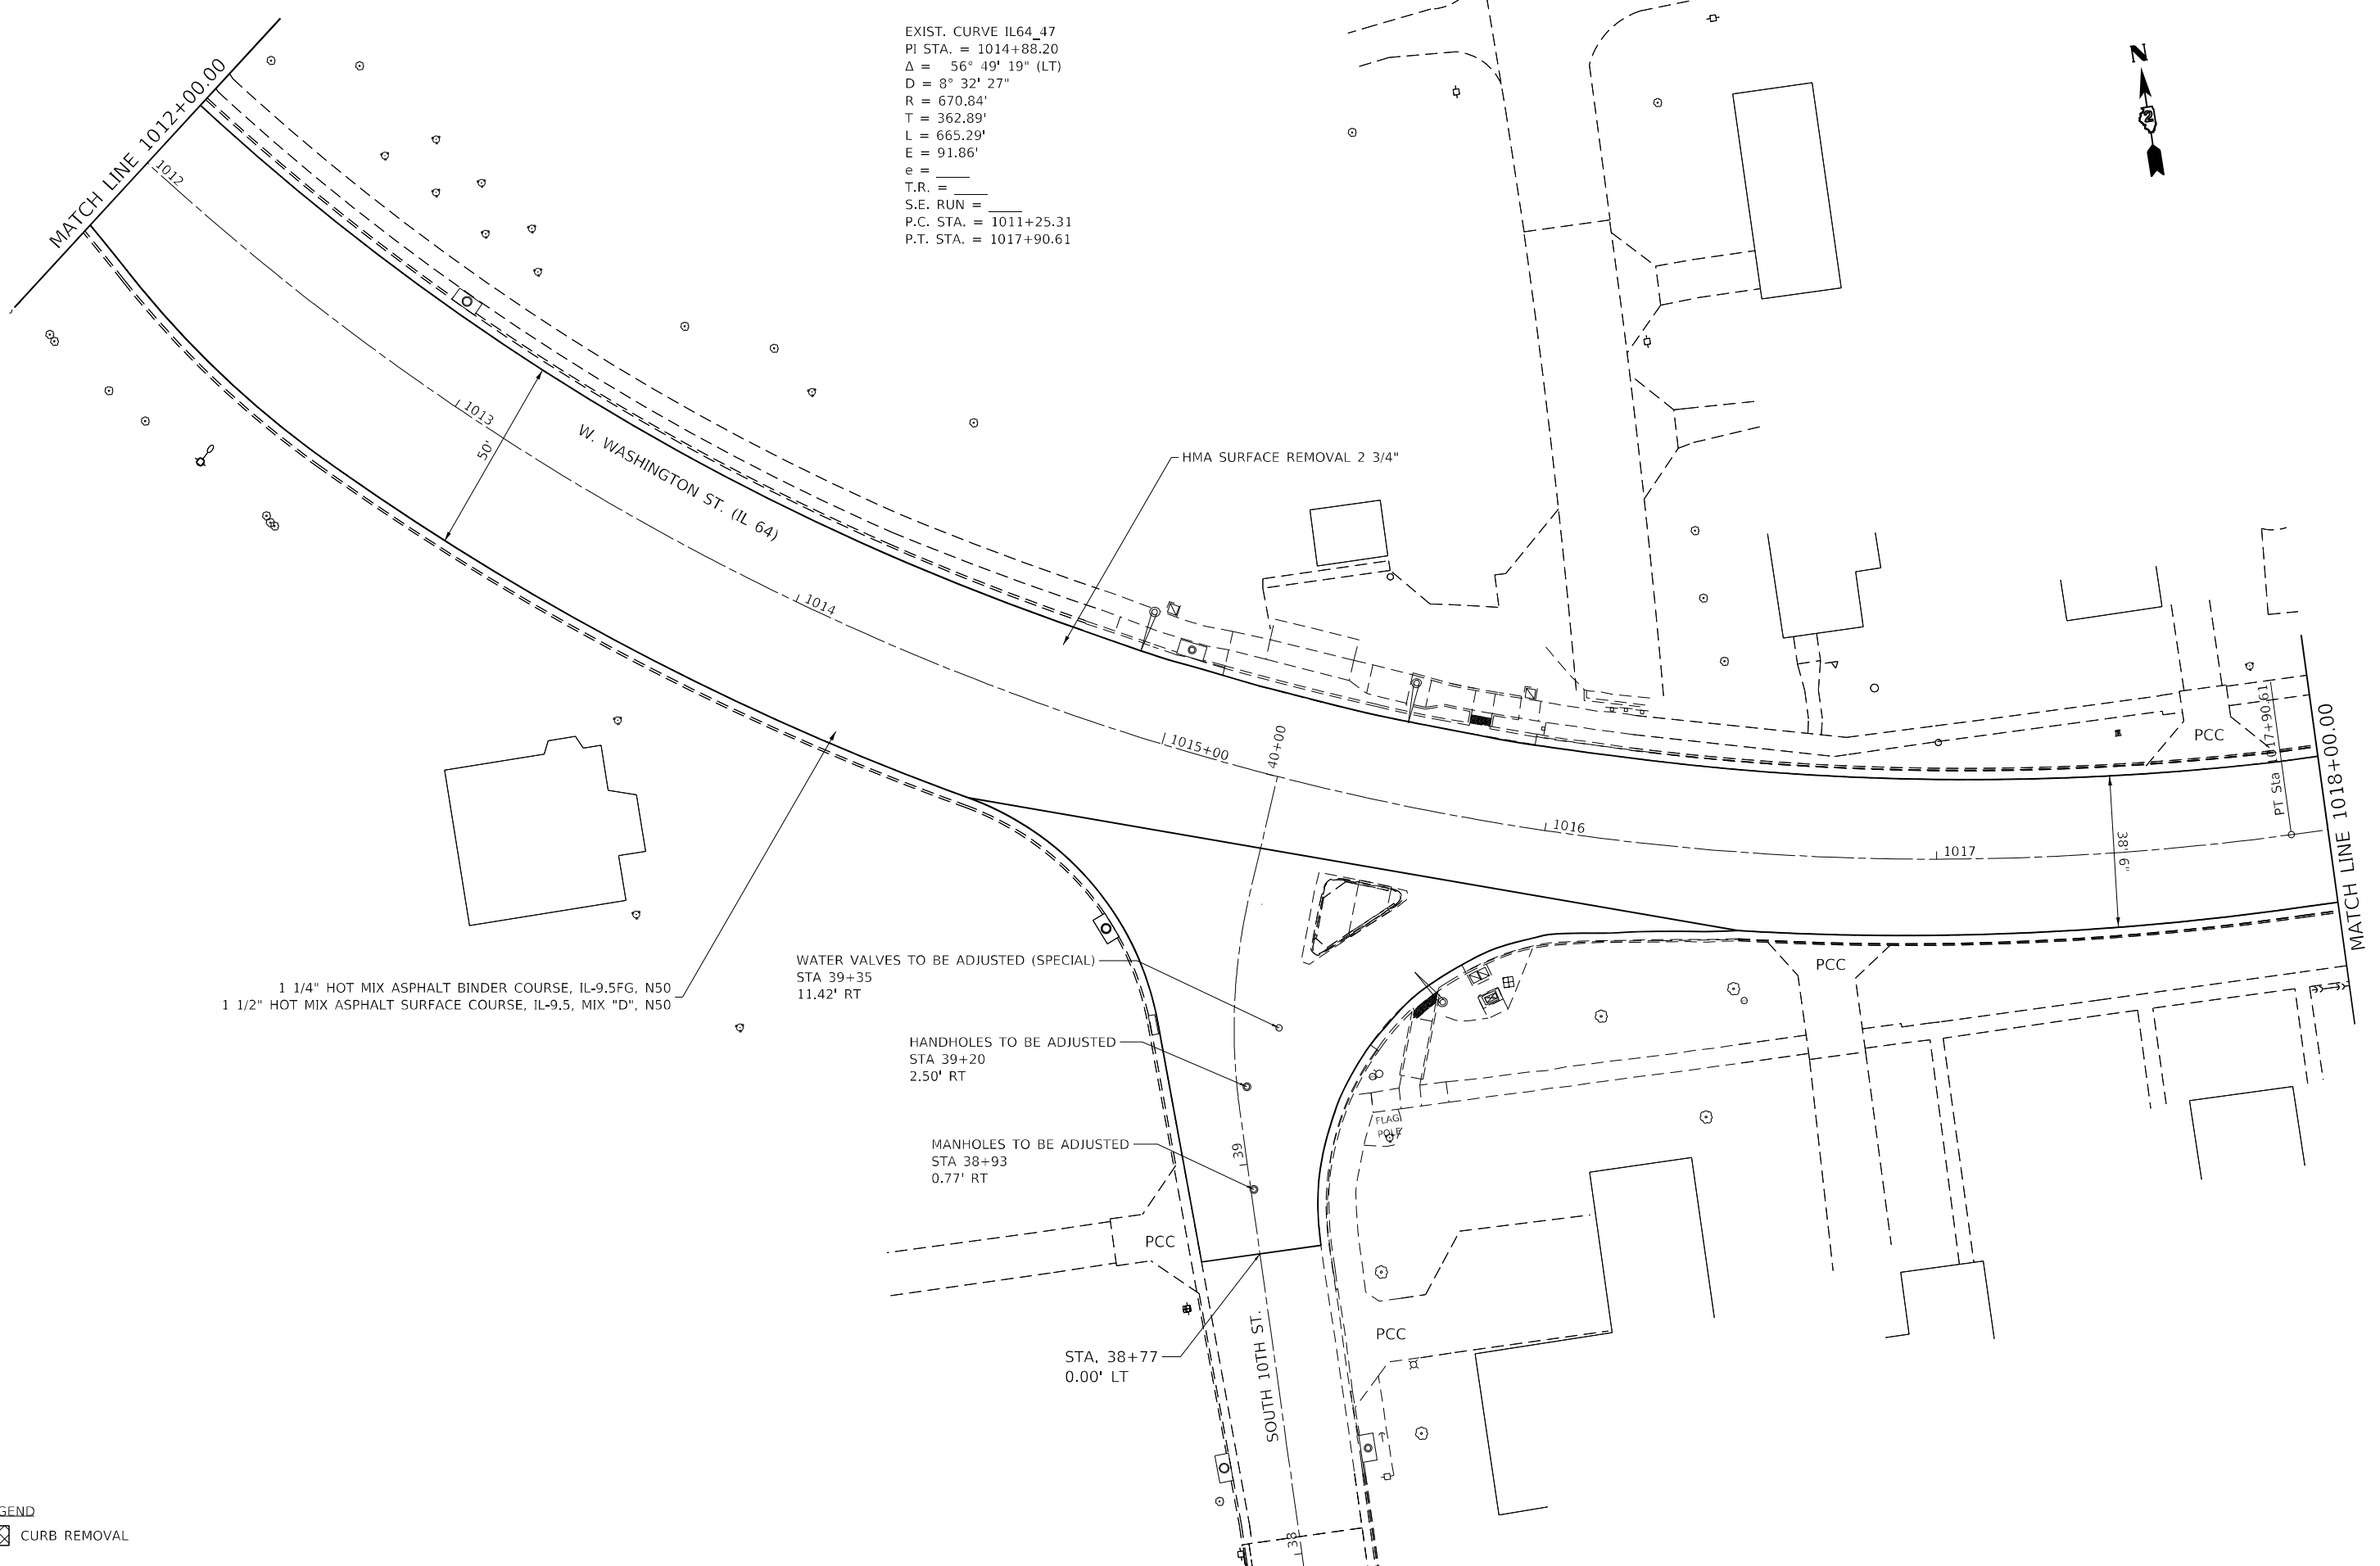 EXIST. CURVE IL64_47
PI STA. = 1014+88.20
Δ = 56° 49' 19" (LT)
D = 8° 32' 27"
R = 670.84'
T = 362.89'
L = 665.29'
E = 91.86'
e = ____
T.R. = ____
S.E. RUN = ____
P.C. STA. = 1011+25.31
P.T. STA. = 1017+90.61
N
2
MATCH LINE 1012+00.00
1012
1013
50'
W. WASHINGTON ST. (IL 64)
HMA SURFACE REMOVAL 2 3/4"
1014
1015+00
40+00
1016
1017
38'-6"
PCC
PT Sta 1017+90.61
MATCH LINE 1018+00.00
PCC
1 1/4" HOT MIX ASPHALT BINDER COURSE, IL-9.5FG, N50
1 1/2" HOT MIX ASPHALT SURFACE COURSE, IL-9.5, MIX "D", N50
WATER VALVES TO BE ADJUSTED (SPECIAL)
STA 39+35
11.42' RT
HANDHOLES TO BE ADJUSTED
STA 39+20
2.50' RT
MANHOLES TO BE ADJUSTED
STA 38+93
0.77' RT
39
FLAG
POLE
PCC
PCC
STA. 38+77
0.00' LT
SOUTH 10TH ST.
38
GEND
CURB REMOVAL